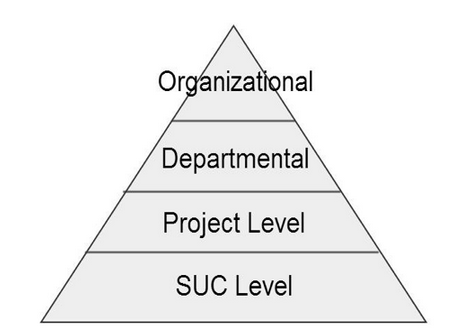 Organizational
Departmental
Project Level
SUC Level